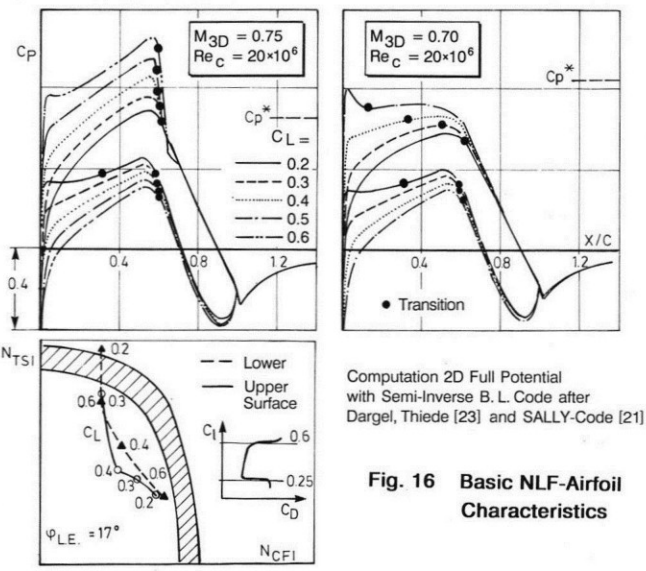 Cp
M3D = 0.75
Rec = 20×10⁶
Cp*
CL =
0.2
0.3
0.4
0.5
0.6
0.4
0.4
0.8
1.2
M3D = 0.70
Rec = 20×10⁶
Cp*
X/C
0.4
0.8
1.2
Transition
NTSI
0.2
0.6
0.3
CL
0.4
0.4
0.3
0.6
0.2
Lower
Upper
Surface
Cl
0.6
0.25
CD
φL.E. = 17°
NCFI
Computation 2D Full Potential
with Semi-Inverse B. L. Code after
Dargel, Thiede [23] and SALLY-Code [21]
Fig. 16 Basic NLF-Airfoil
Characteristics